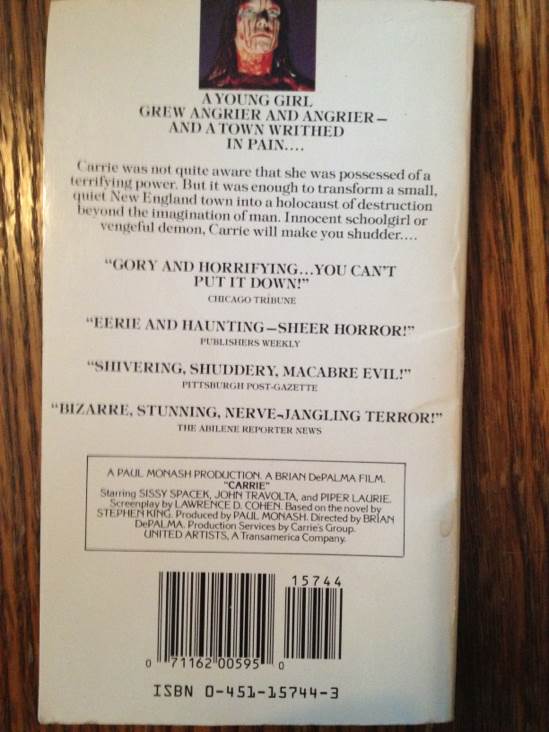 A YOUNG GIRL
GREW ANGRIER AND ANGRIER—
AND A TOWN WRITHED
IN PAIN....
Carrie was not quite aware that she was possessed of a
terrifying power. But it was enough to transform a small,
quiet New England town into a holocaust of destruction
beyond the imagination of man. Innocent schoolgirl or
vengeful demon, Carrie will make you shudder....
“GORY AND HORRIFYING...YOU CAN'T
PUT IT DOWN!”
CHICAGO TRIBUNE
“EERIE AND HAUNTING—SHEER HORROR!”
PUBLISHERS WEEKLY
“SHIVERING, SHUDDERY, MACABRE EVIL!”
PITTSBURGH POST-GAZETTE
“BIZARRE, STUNNING, NERVE-JANGLING TERROR!”
THE ABILENE REPORTER NEWS
A PAUL MONASH PRODUCTION. A BRIAN DePALMA FILM.
"CARRIE"
Starring SISSY SPACEK, JOHN TRAVOLTA, and PIPER LAURIE.
Screenplay by LAWRENCE D. COHEN. Based on the novel by
STEPHEN KING. Produced by PAUL MONASH. Directed by BRIAN
DePALMA. Production Services by Carrie's Group.
UNITED ARTISTS, A Transamerica Company.
15744
0 71162 00595 0
ISBN 0-451-15744-3